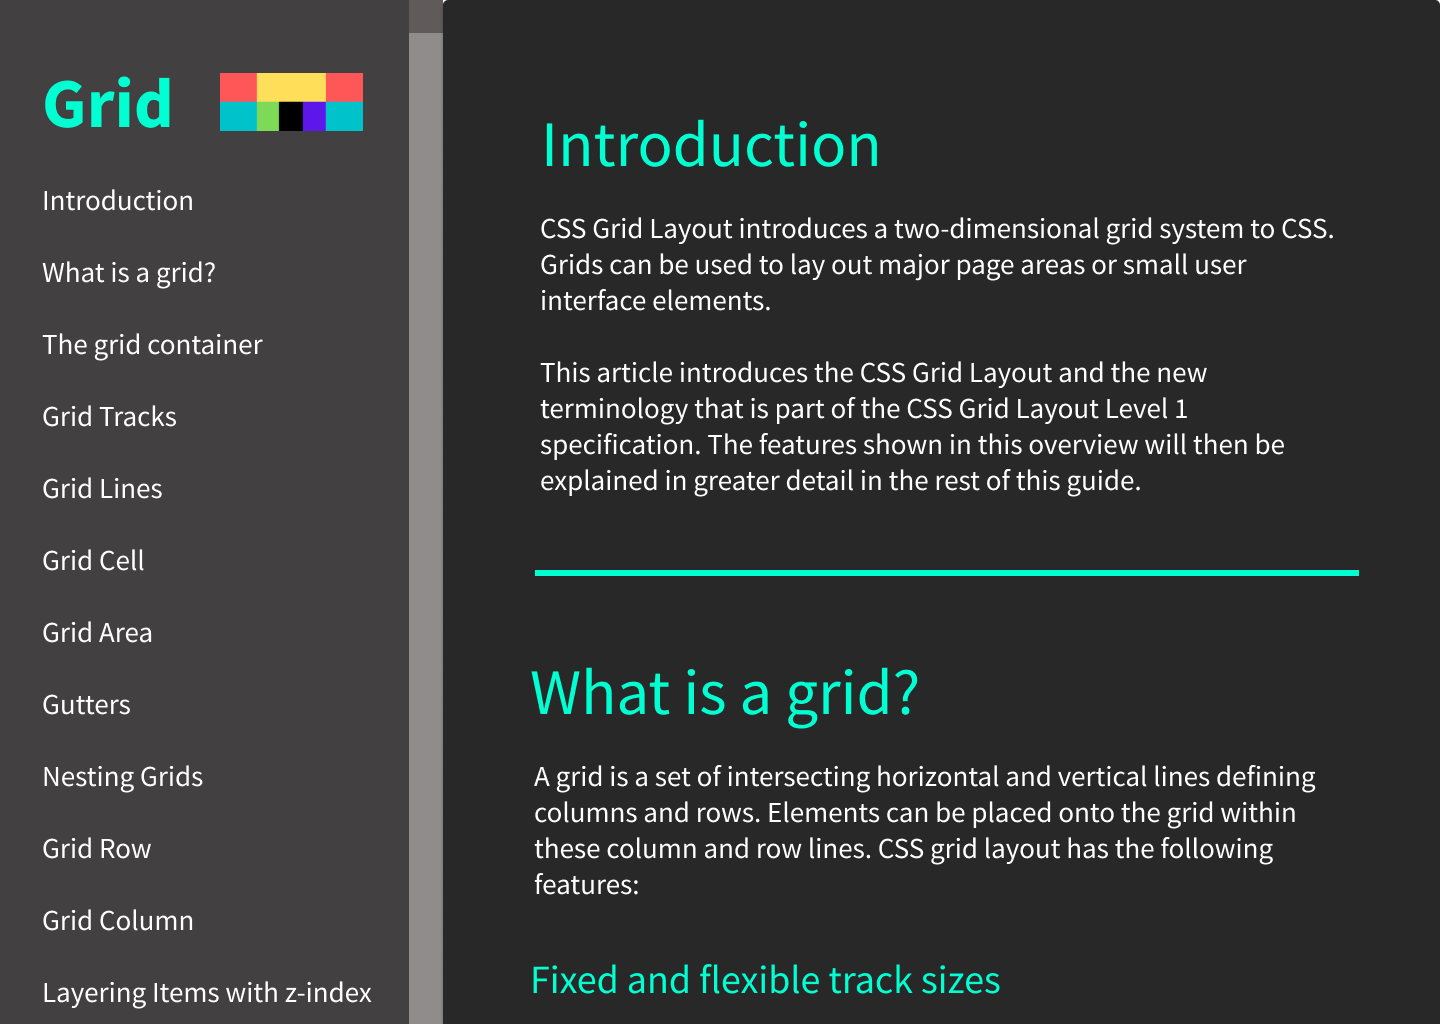 Grid
Introduction
What is a grid?
The grid container
Grid Tracks
Grid Lines
Grid Cell
Grid Area
Gutters
Nesting Grids
Grid Row
Grid Column
Layering Items with z-index
Introduction
CSS Grid Layout introduces a two-dimensional grid system to CSS.
Grids can be used to lay out major page areas or small user
interface elements.
This article introduces the CSS Grid Layout and the new
terminology that is part of the CSS Grid Layout Level 1
specification. The features shown in this overview will then be
explained in greater detail in the rest of this guide.
What is a grid?
A grid is a set of intersecting horizontal and vertical lines defining
columns and rows. Elements can be placed onto the grid within
these column and row lines. CSS grid layout has the following
features:
Fixed and flexible track sizes